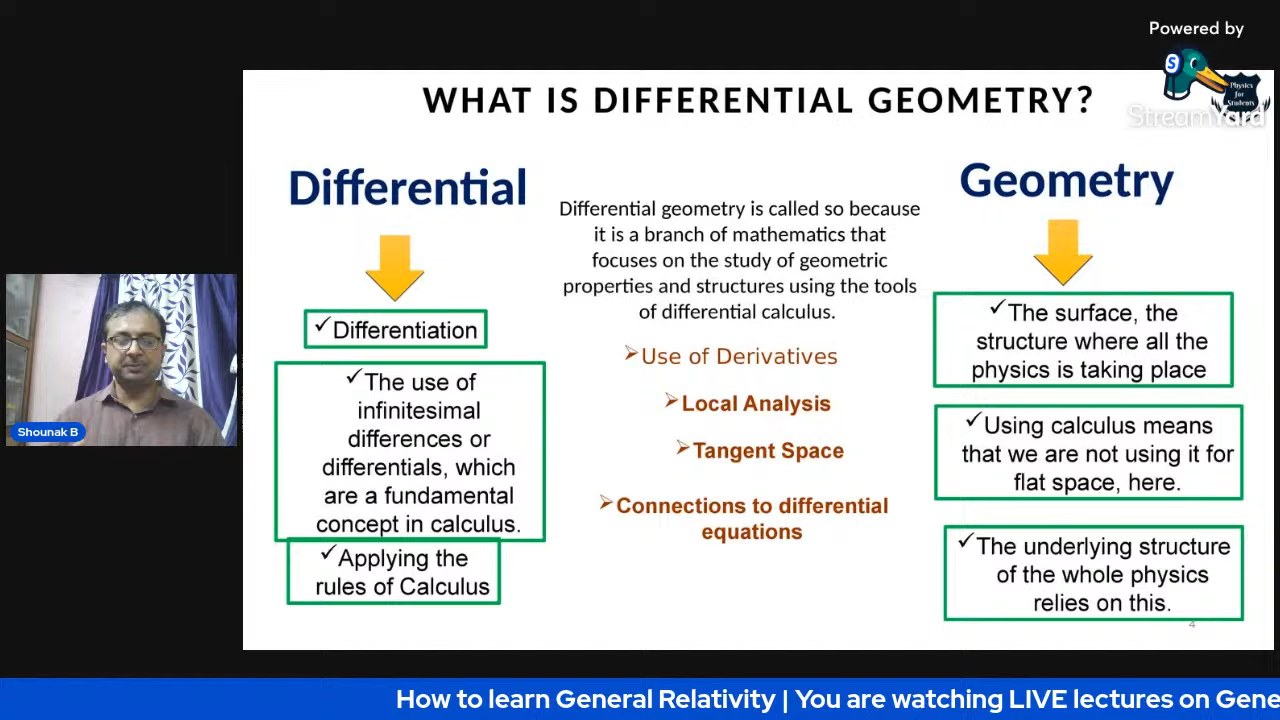 Powered by
S
Physics
for
Students
StreamYard
WHAT IS DIFFERENTIAL GEOMETRY?
Differential
✓Differentiation
✓The use of
infinitesimal
differences or
differentials, which
are a fundamental
concept in calculus.
✓Applying the
rules of Calculus
Differential geometry is called so because
it is a branch of mathematics that
focuses on the study of geometric
properties and structures using the tools
of differential calculus.
➢Use of Derivatives
➢Local Analysis
➢Tangent Space
➢Connections to differential
equations
Geometry
✓The surface, the
structure where all the
physics is taking place
✓Using calculus means
that we are not using it for
flat space, here.
✓The underlying structure
of the whole physics
relies on this.
4
Shounak B
How to learn General Relativity | You are watching LIVE lectures on Gene